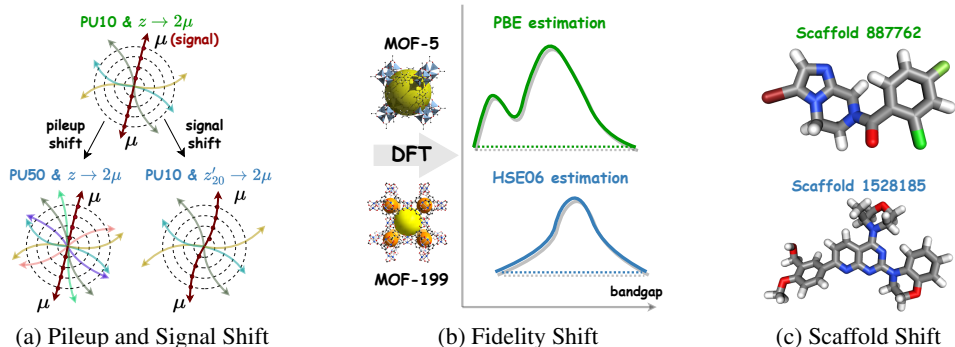 PU10 & z → 2μ
μ (signal)
μ
pileup shift
signal shift
PU50 & z → 2μ
PU10 & z′₂₀ → 2μ
μ
μ
μ
μ
(a) Pileup and Signal Shift
MOF-5
DFT
MOF-199
PBE estimation
HSE06 estimation
bandgap
(b) Fidelity Shift
Scaffold 887762
Scaffold 1528185
(c) Scaffold Shift